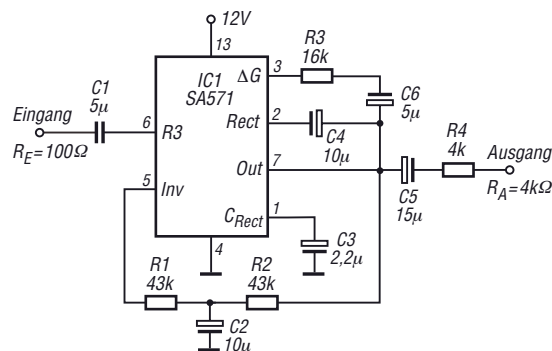 12V
13
IC1
SA571
ΔG
3
R3
16k
C1
5µ
Eingang
6
R3
Rect
2
C4
10µ
C6
5µ
R4
4k
Ausgang
R_E=100Ω
Out
7
5
Inv
C5
15µ
R_A=4kΩ
C_Rect
1
4
C3
2,2µ
R1
43k
R2
43k
C2
10µ